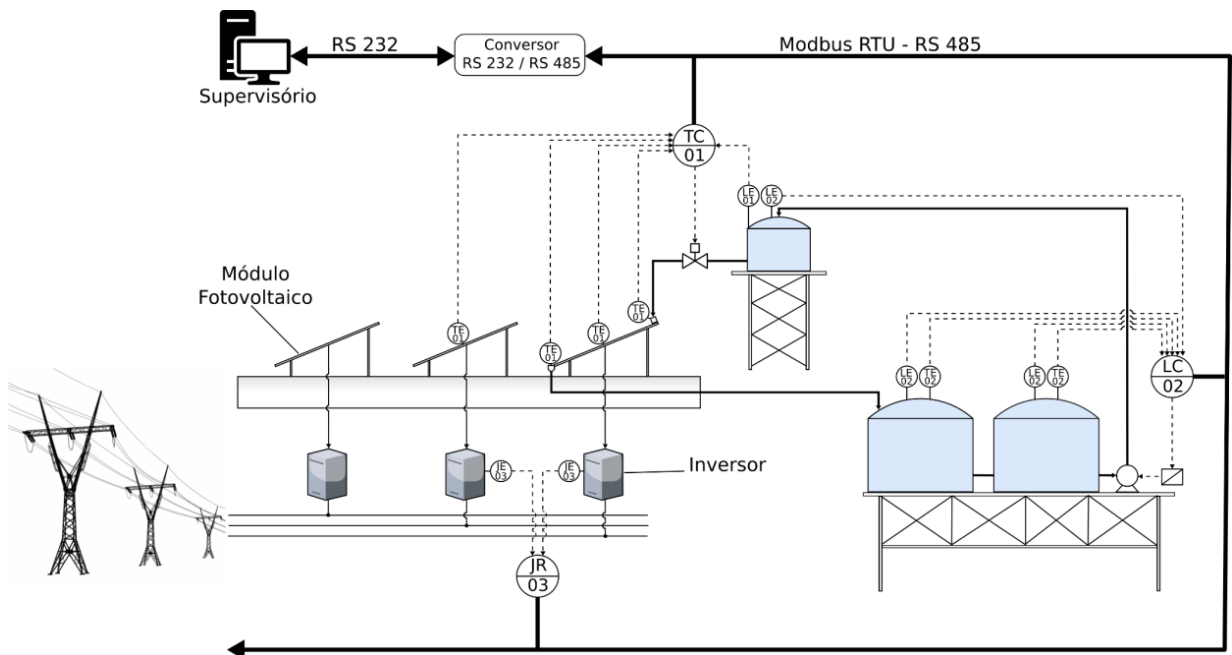 RS 232
Conversor
RS 232 / RS 485
Modbus RTU - RS 485
Supervisório
TC
01
LE
01
LE
02
Módulo
Fotovoltaico
TE
01
TE
01
TE
01
TE
01
LE
02
TE
02
LE
02
TE
02
LC
02
Inversor
JE
03
JE
03
JR
03